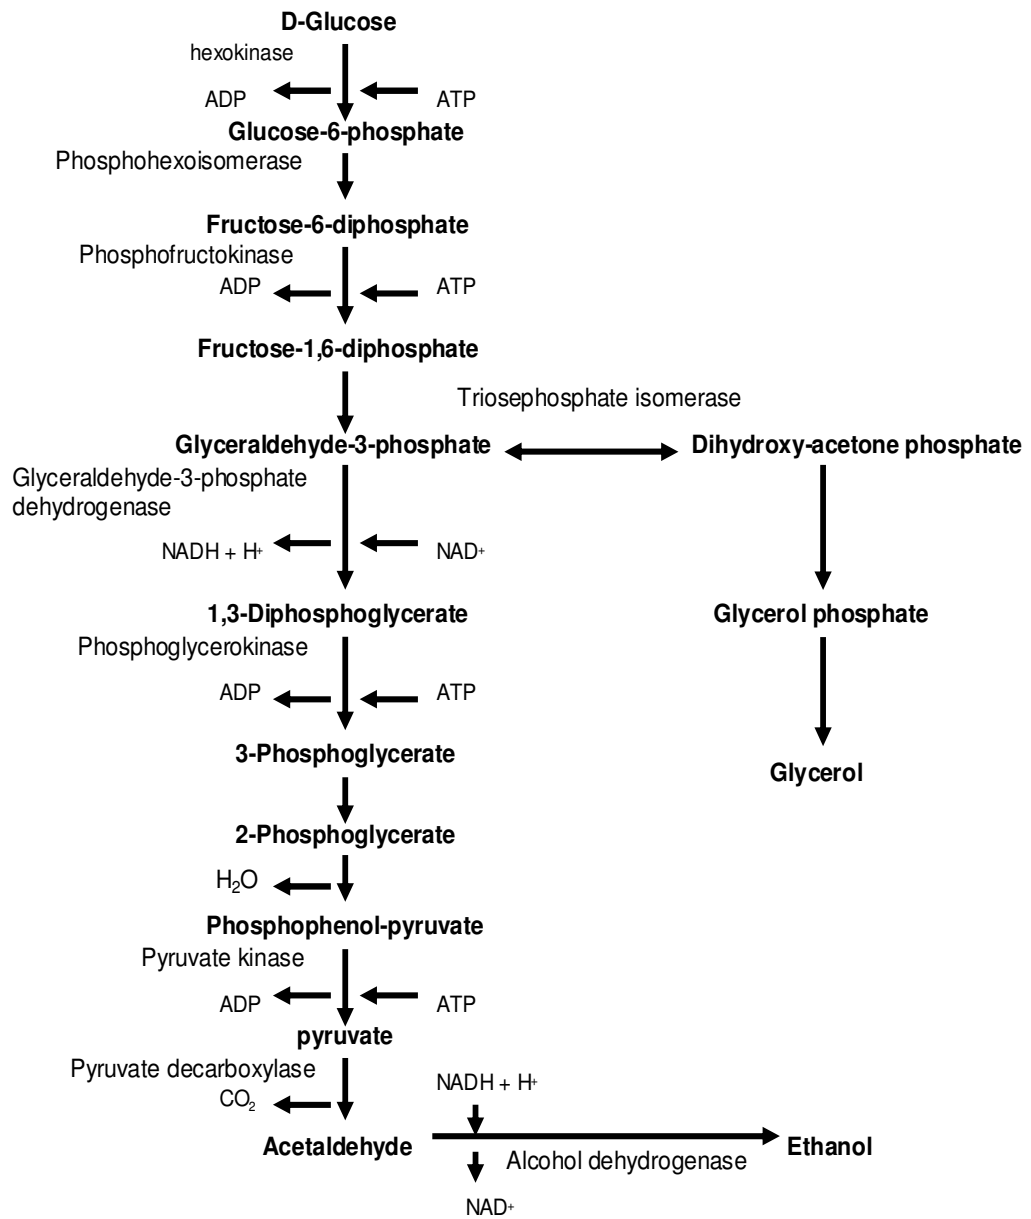 D-Glucose
hexokinase
ADP
ATP
Glucose-6-phosphate
Phosphohexoisomerase
Fructose-6-diphosphate
Phosphofructokinase
ADP
ATP
Fructose-1,6-diphosphate
Triosephosphate isomerase
Glyceraldehyde-3-phosphate
Dihydroxy-acetone phosphate
Glyceraldehyde-3-phosphate
dehydrogenase
NADH + H⁺
NAD⁺
1,3-Diphosphoglycerate
Glycerol phosphate
Phosphoglycerokinase
ADP
ATP
3-Phosphoglycerate
Glycerol
2-Phosphoglycerate
H₂O
Phosphophenol-pyruvate
Pyruvate kinase
ADP
ATP
pyruvate
Pyruvate decarboxylase
NADH + H⁺
CO₂
Acetaldehyde
Ethanol
Alcohol dehydrogenase
NAD⁺